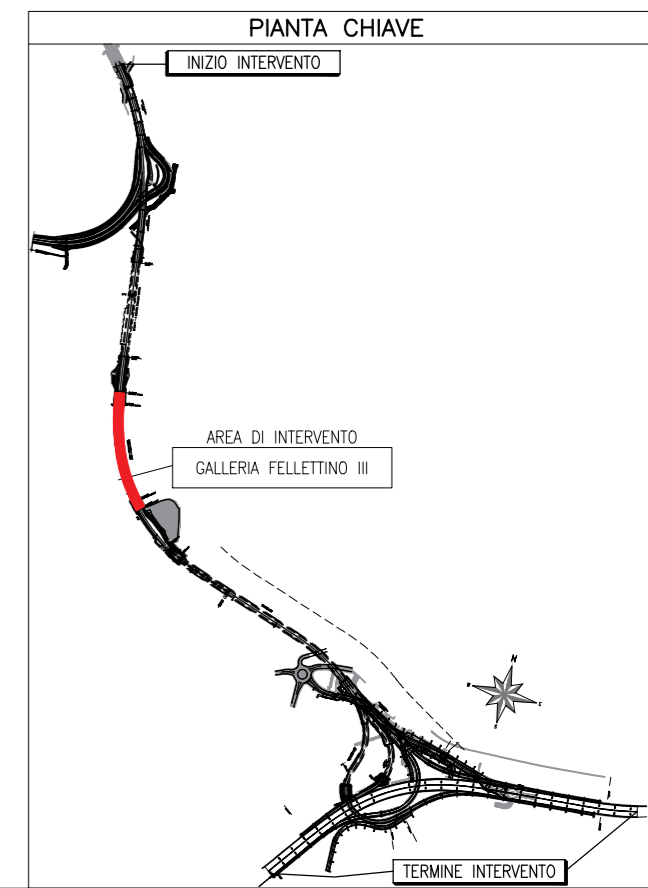 PIANTA CHIAVE
INIZIO INTERVENTO
AREA DI INTERVENTO
GALLERIA FELLETTINO III
N
E
S
TERMINE INTERVENTO